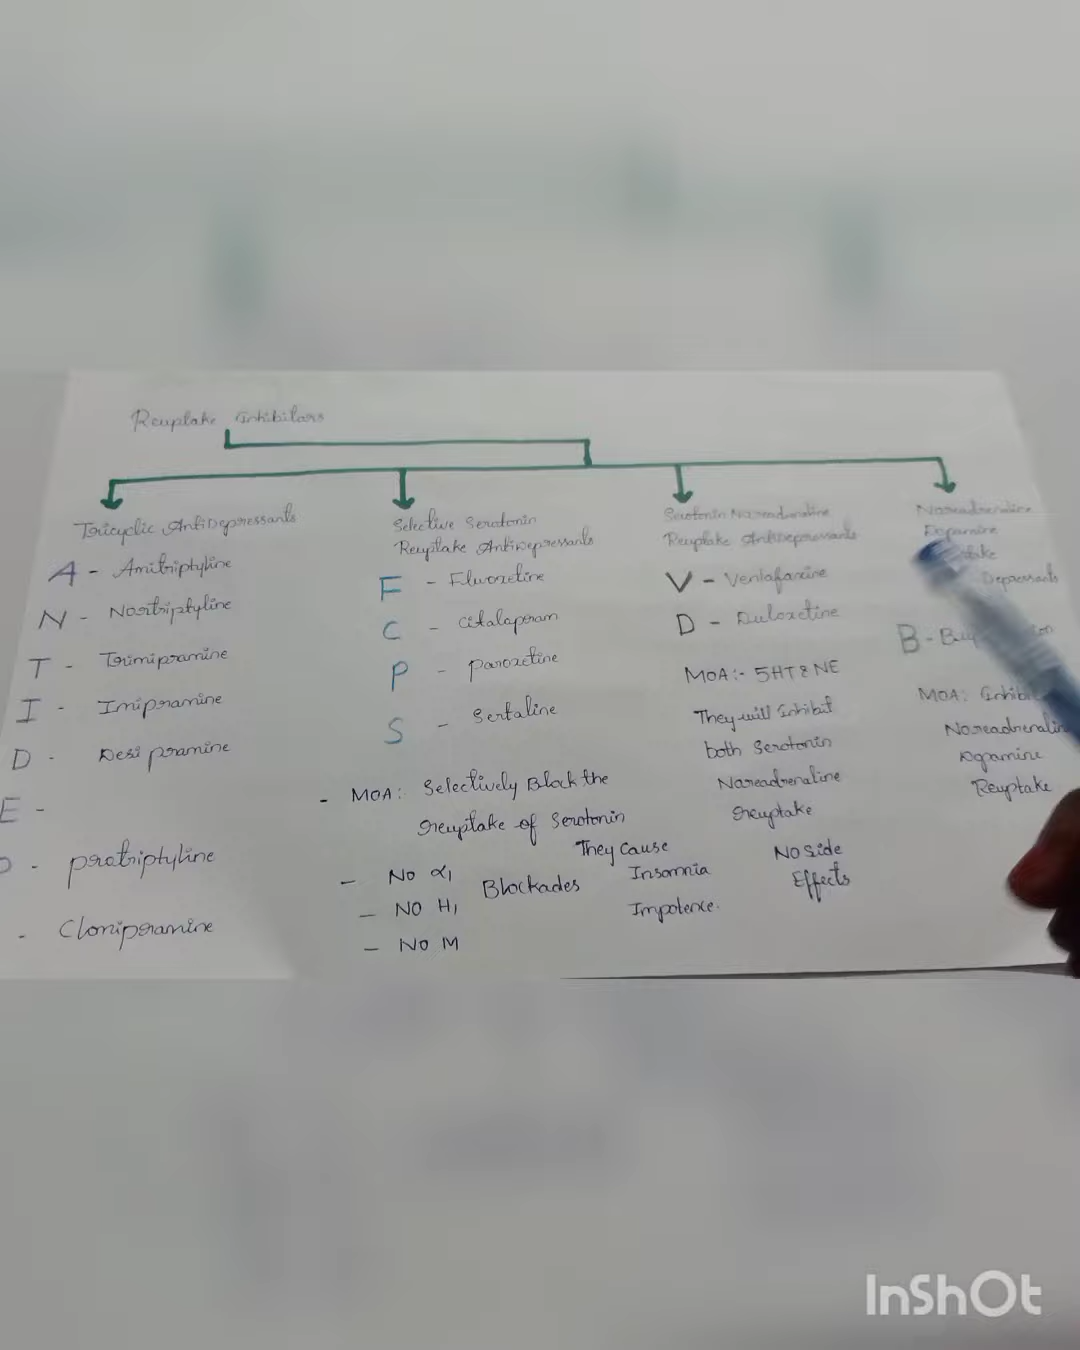 Reuptake Inhibitors
Tricyclic AntiDepressants
A - Amitriptyline
N - Nortriptyline
T - Trimipramine
I - Imipramine
D - Desi pramine
E -
- protriptyline
- Clomipramine
Selective Serotonin
Reuptake Antidepressants
F - Fluoxetine
C - citalopram
P - paroxetine
S - Sertaline
- MOA: Selectively Block the
reuptake of Serotonin
- No α1
- NO H1
- NO M
Blockades
They Cause
Insomnia
Impotence.
Serotonin Noradrenaline
Reuptake Antidepressants
V - Venlafaxine
D - Duloxetine
MOA:- 5HT & NE
They will Inhibit
both Serotonin
Noradrenaline
reuptake
No Side
Effects
Noradrenaline
Dopamine
Depressants
B -
MOA:
Dopamine
Reuptake
InShOt